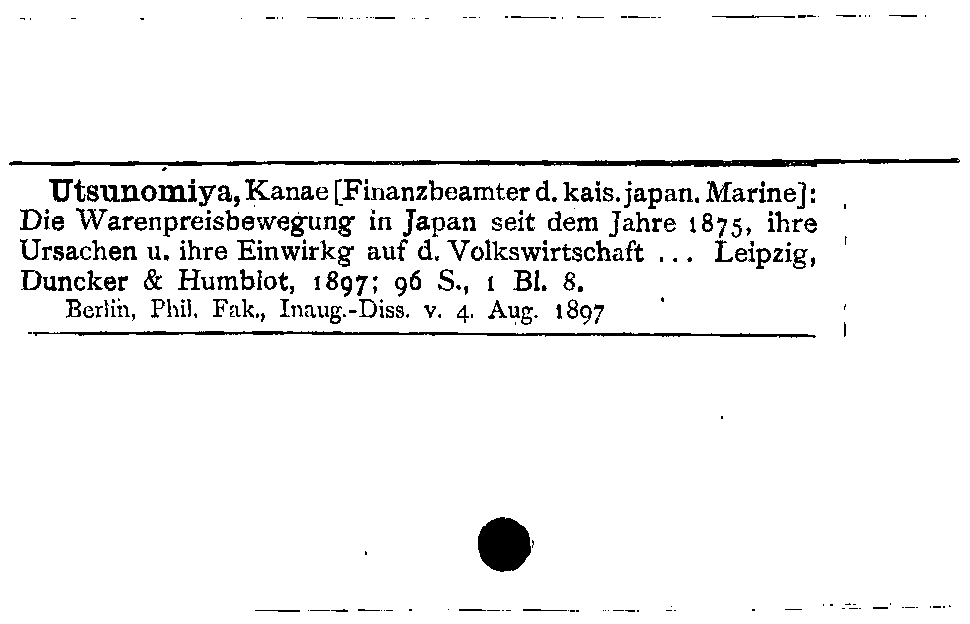 Utsunomiya, Kanae [Finanzbeamter d. kais. japan. Marine]:
Die Warenpreisbewegung in Japan seit dem Jahre 1875, ihre
Ursachen u. ihre Einwirkg auf d. Volkswirtschaft ... Leipzig,
Duncker & Humblot, 1897; 96 S., 1 Bl. 8.
Berlin, Phil. Fak., Inaug.-Diss. v. 4. Aug. 1897